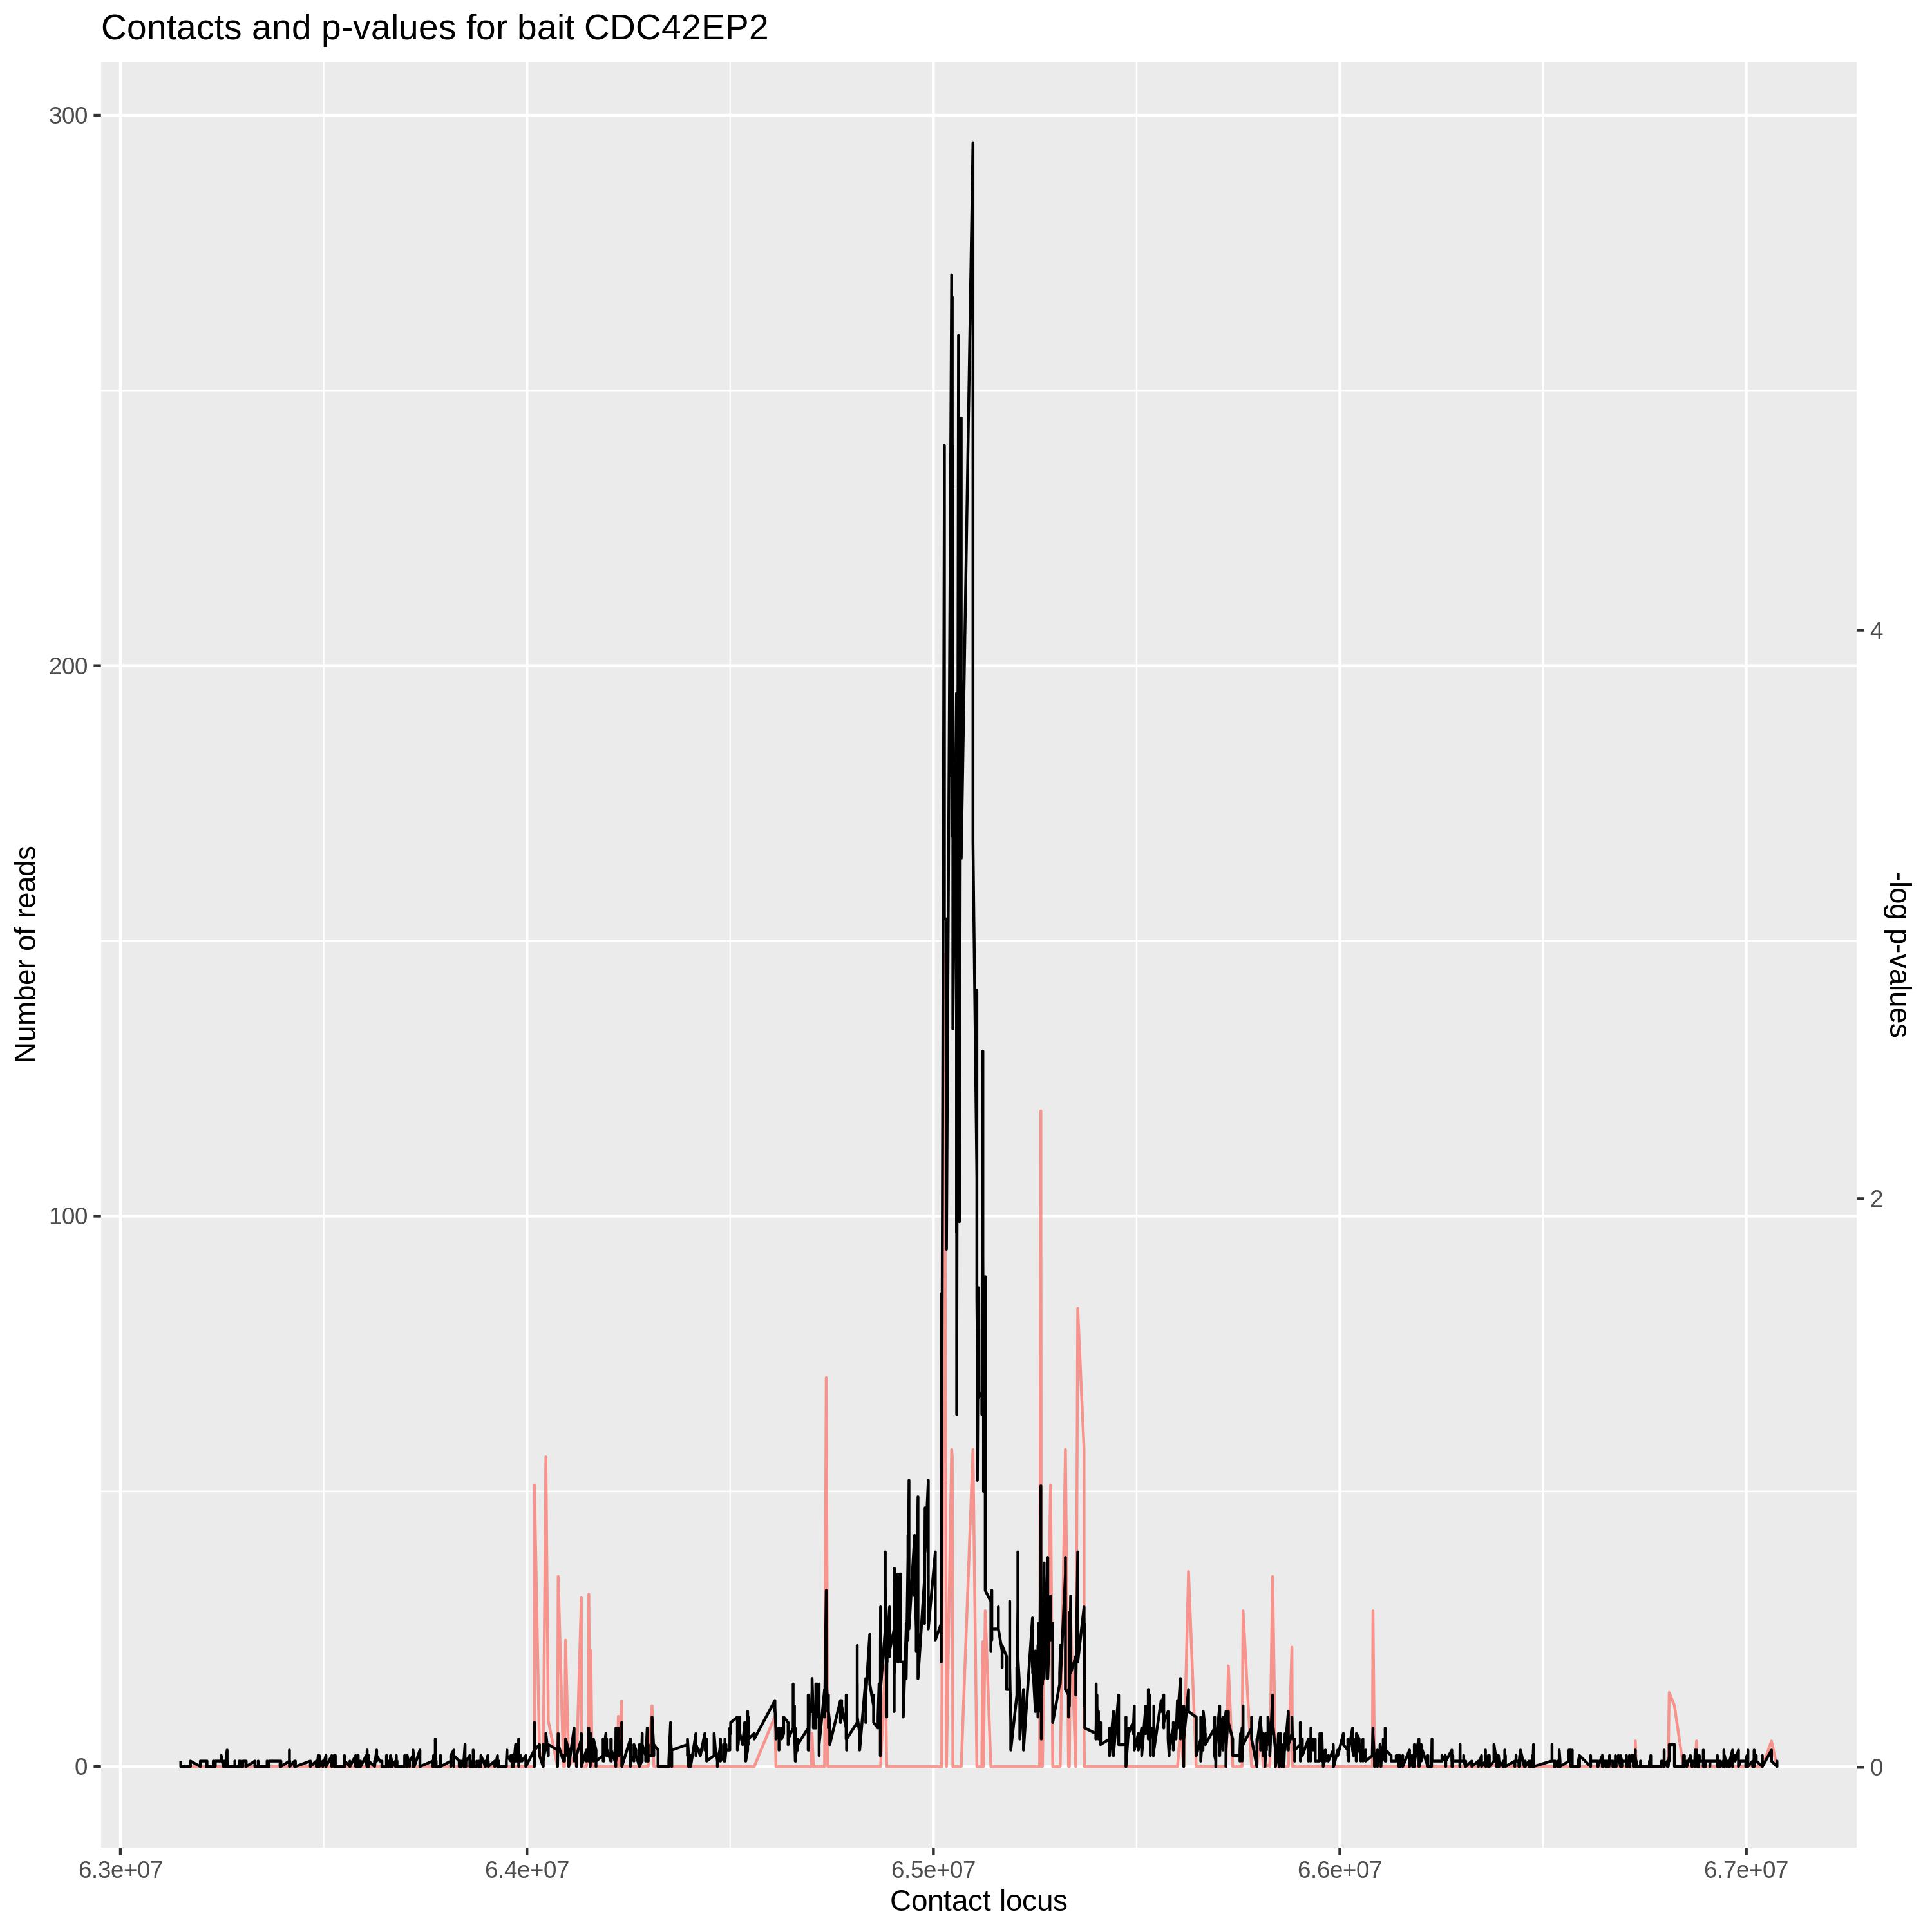 Contacts and p-values for bait CDC42EP2
300
200
100
0
Number of reads
4
2
0
-log p-values
6.3e+07 6.4e+07 6.5e+07 6.6e+07 6.7e+07
Contact locus